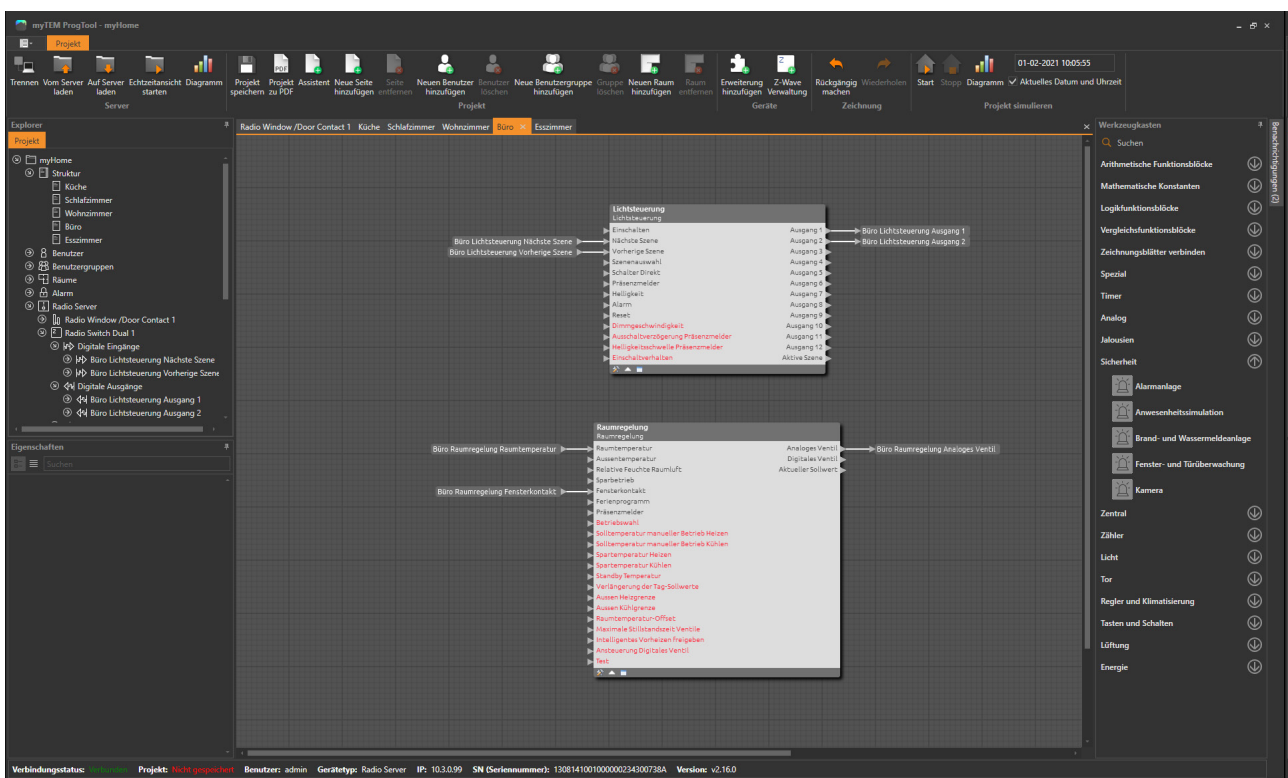 myTEM ProgTool - myHome
Projekt
Trennen Vom Server laden Auf Server laden Echtzeitansicht starten Diagramm
Server
Projekt speichern Projekt zu PDF Assistent Neue Seite hinzufügen Seite entfernen Neuen Benutzer hinzufügen Benutzer löschen Neue Benutzergruppe hinzufügen Gruppe löschen Neuen Raum hinzufügen Raum entfernen
Projekt
Erweiterung hinzufügen Z-Wave Verwaltung
Geräte
Rückgängig machen Wiederholen
Zeichnung
Start Stopp Diagramm
01-02-2021 10:05:55
Aktuelles Datum und Uhrzeit
Projekt simulieren
Explorer
Projekt
myHome
Struktur
Küche
Schlafzimmer
Wohnzimmer
Büro
Esszimmer
Benutzer
Benutzergruppen
Räume
Alarm
Radio Server
Radio Window /Door Contact 1
Radio Switch Dual 1
Digitale Eingänge
Büro Lichtsteuerung Nächste Szene
Büro Lichtsteuerung Vorherige Szene
Digitale Ausgänge
Büro Lichtsteuerung Ausgang 1
Büro Lichtsteuerung Ausgang 2
Eigenschaften
Suchen
Radio Window /Door Contact 1 Küche Schlafzimmer Wohnzimmer Büro Esszimmer
Lichtsteuerung
Lichtsteuerung
Einschalten Ausgang 1
Nächste Szene Ausgang 2
Vorherige Szene Ausgang 3
Szenenauswahl Ausgang 4
Schalter Direkt Ausgang 5
Präsenzmelder Ausgang 6
Helligkeit Ausgang 7
Alarm Ausgang 8
Reset Ausgang 9
Dimmgeschwindigkeit Ausgang 10
Ausschaltverzögerung Präsenzmelder Ausgang 11
Helligkeitsschwelle Präsenzmelder Ausgang 12
Einschaltverhalten Aktive Szene
Büro Lichtsteuerung Nächste Szene
Büro Lichtsteuerung Vorherige Szene
Büro Lichtsteuerung Ausgang 1
Büro Lichtsteuerung Ausgang 2
Raumregelung
Raumregelung
Raumtemperatur Analoges Ventil
Aussentemperatur Digitales Ventil
Relative Feuchte Raumluft Aktueller Sollwert
Sparbetrieb
Fensterkontakt
Ferienprogramm
Präsenzmelder
Betriebswahl
Solltemperatur manueller Betrieb Heizen
Solltemperatur manueller Betrieb Kühlen
Spartemperatur Heizen
Spartemperatur Kühlen
Standby Temperatur
Verlängerung der Tag-Sollwerte
Aussen Heizgrenze
Aussen Kühlgrenze
Raumtemperatur-Offset
Maximale Stillstandszeit Ventile
Intelligentes Vorheizen freigeben
Ansteuerung Digitales Ventil
Test
Büro Raumregelung Raumtemperatur
Büro Raumregelung Fensterkontakt
Büro Raumregelung Analoges Ventil
Werkzeugkasten
Suchen
Arithmetische Funktionsblöcke
Mathematische Konstanten
Logikfunktionsblöcke
Vergleichsfunktionsblöcke
Zeichnungsblätter verbinden
Spezial
Timer
Analog
Jalousien
Sicherheit
Alarmanlage
Anwesenheitssimulation
Brand- und Wassermeldeanlage
Fenster- und Türüberwachung
Kamera
Zentral
Zähler
Licht
Tor
Regler und Klimatisierung
Tasten und Schalten
Lüftung
Energie
Benachrichtigungen (2)
Verbindungsstatus: Verbunden Projekt: Nicht gespeichert Benutzer: admin Gerätetyp: Radio Server IP: 10.3.0.99 SN (Seriennummer): 1308141001000000234300738A Version: v2.16.0